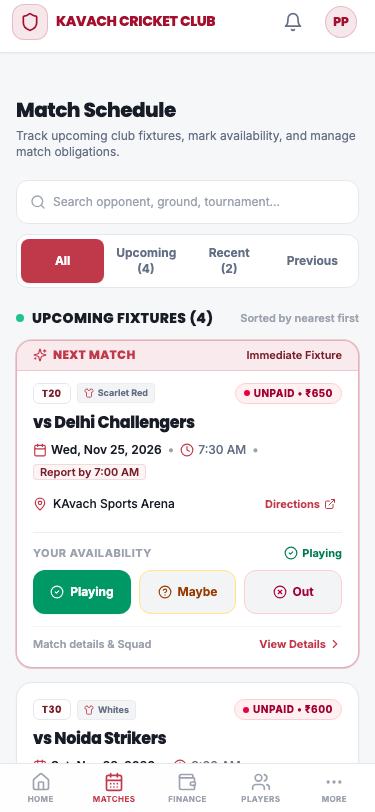 KAVACH CRICKET CLUB
PP
Match Schedule
Track upcoming club fixtures, mark availability, and manage
match obligations.
Search opponent, ground, tournament...
All
Upcoming
(4)
Recent
(2)
Previous
UPCOMING FIXTURES (4)
Sorted by nearest first
NEXT MATCH
Immediate Fixture
T20
Scarlet Red
UNPAID • ₹650
vs Delhi Challengers
Wed, Nov 25, 2026 • 7:30 AM •
Report by 7:00 AM
KAvach Sports Arena
Directions
YOUR AVAILABILITY
Playing
Playing
Maybe
Out
Match details & Squad
View Details
T30
Whites
UNPAID • ₹600
vs Noida Strikers
HOME
MATCHES
FINANCE
PLAYERS
MORE